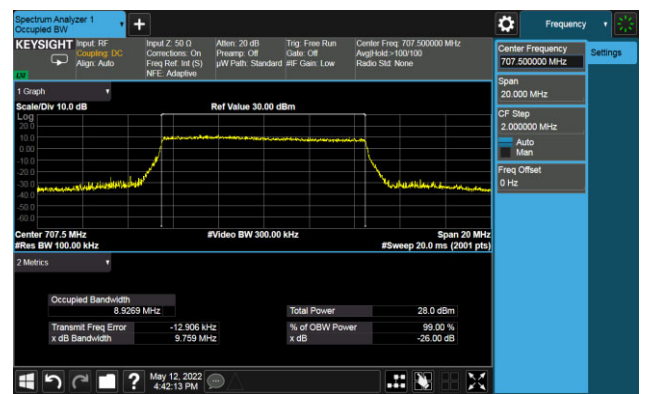 Spectrum Analyzer 1
Occupied BW
Frequency
KEYSIGHT
Input: RF
Coupling: DC
Align: Auto
Input Z: 50 Ω
Corrections: On
Freq Ref: Int (S)
NFE: Adaptive
Atten: 20 dB
Preamp: Off
µW Path: Standard
Trig: Free Run
Gate: Off
#IF Gain: Low
Center Freq: 707.500000 MHz
Avg|Hold:>100/100
Radio Std: None
Center Frequency
707.500000 MHz
Settings
Span
20.000 MHz
CF Step
2.000000 MHz
Auto
Man
Freq Offset
0 Hz
1 Graph
Scale/Div 10.0 dB
Ref Value 30.00 dBm
Log
20.0
10.0
0.00
-10.0
-20.0
-30.0
-40.0
-50.0
-60.0
Center 707.5 MHz
#Video BW 300.00 kHz
Span 20 MHz
#Res BW 100.00 kHz
#Sweep 20.0 ms (2001 pts)
2 Metrics
Occupied Bandwidth
8.9269 MHz
Total Power
28.0 dBm
Transmit Freq Error
-12.906 kHz
% of OBW Power
99.00 %
x dB Bandwidth
9.759 MHz
x dB
-26.00 dB
May 12, 2022
4:42:13 PM